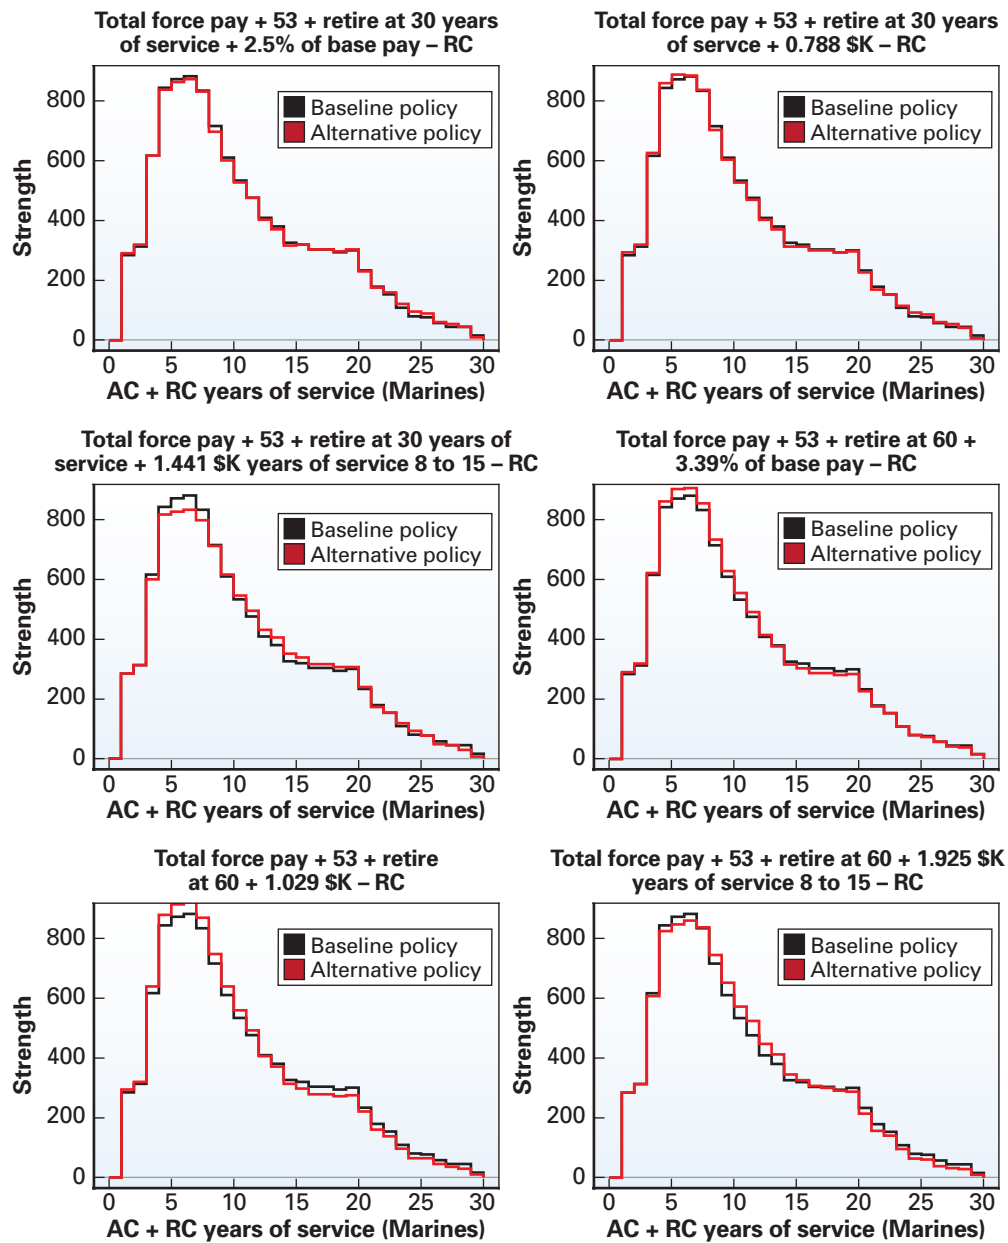 Total force pay + 53 + retire at 30 years
of service + 2.5% of base pay – RC
Strength
800
600
400
200
0
Baseline policy
Alternative policy
0 5 10 15 20 25 30
AC + RC years of service (Marines)
Total force pay + 53 + retire at 30 years
of servce + 0.788 $K – RC
Strength
800
600
400
200
0
Baseline policy
Alternative policy
0 5 10 15 20 25 30
AC + RC years of service (Marines)
Total force pay + 53 + retire at 30 years of
service + 1.441 $K years of service 8 to 15 – RC
Strength
800
600
400
200
0
Baseline policy
Alternative policy
0 5 10 15 20 25 30
AC + RC years of service (Marines)
Total force pay + 53 + retire at 60 +
3.39% of base pay – RC
Strength
800
600
400
200
0
Baseline policy
Alternative policy
0 5 10 15 20 25 30
AC + RC years of service (Marines)
Total force pay + 53 + retire
at 60 + 1.029 $K – RC
Strength
800
600
400
200
0
Baseline policy
Alternative policy
0 5 10 15 20 25 30
AC + RC years of service (Marines)
Total force pay + 53 + retire at 60 + 1.925 $K
years of service 8 to 15 – RC
Strength
800
600
400
200
0
Baseline policy
Alternative policy
0 5 10 15 20 25 30
AC + RC years of service (Marines)